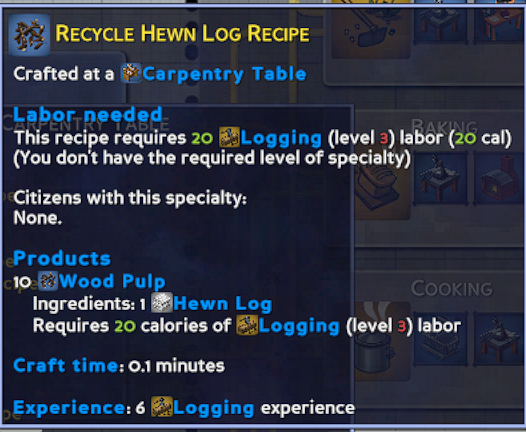 Recycle Hewn Log Recipe
Crafted at a Carpentry Table
Labor needed
This recipe requires 20 Logging (level 3) labor (20 cal)
(You don't have the required level of specialty)
Citizens with this specialty:
None.
Products
10 Wood Pulp
Ingredients: 1 Hewn Log
Requires 20 calories of Logging (level 3) labor
Craft time: 0.1 minutes
Experience: 6 Logging experience
Carpentry Table
Baking
Cooking